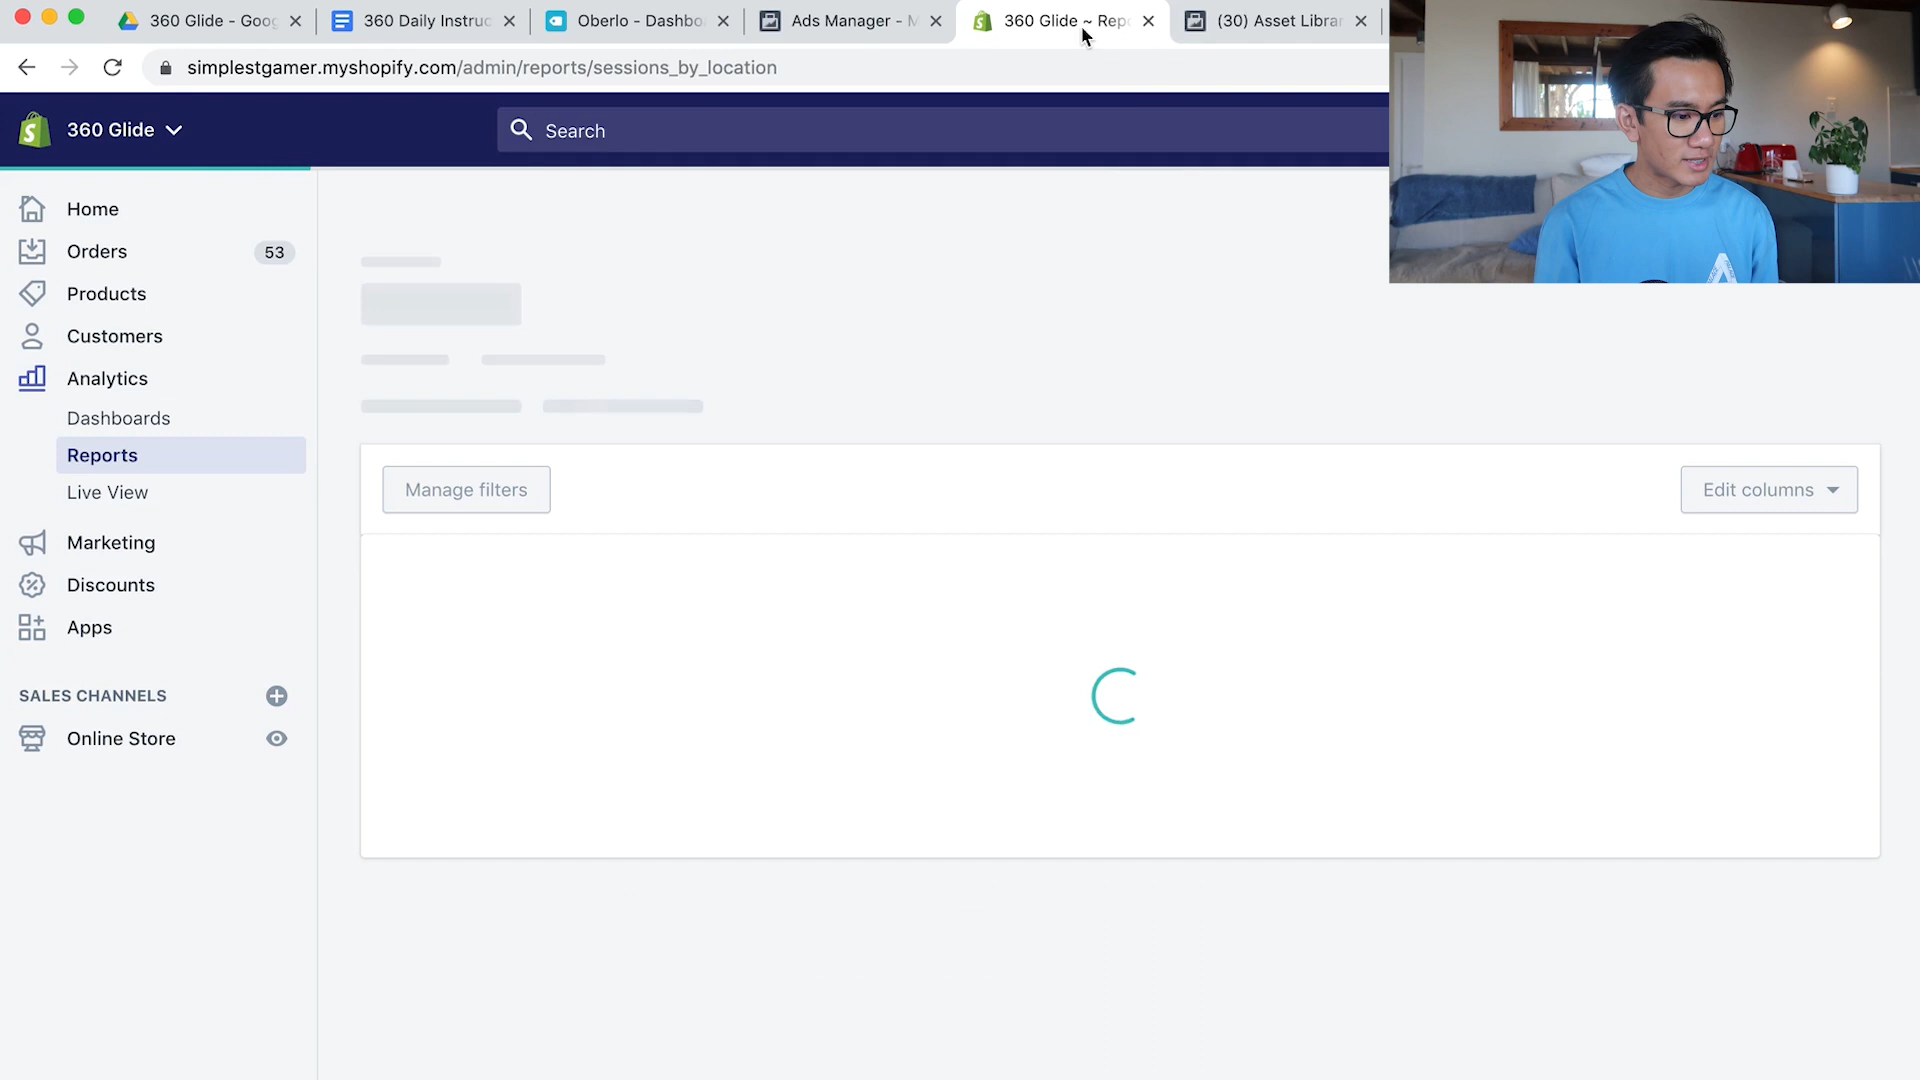 360 Glide - Goog
360 Daily Instruc
Oberlo - Dashbo
Ads Manager - M
360 Glide ~ Repo
(30) Asset Librar
simplestgamer.myshopify.com/admin/reports/sessions_by_location
360 Glide
Search
Home
Orders
53
Products
Customers
Analytics
Dashboards
Reports
Live View
Marketing
Discounts
Apps
SALES CHANNELS
Online Store
Manage filters
Edit columns